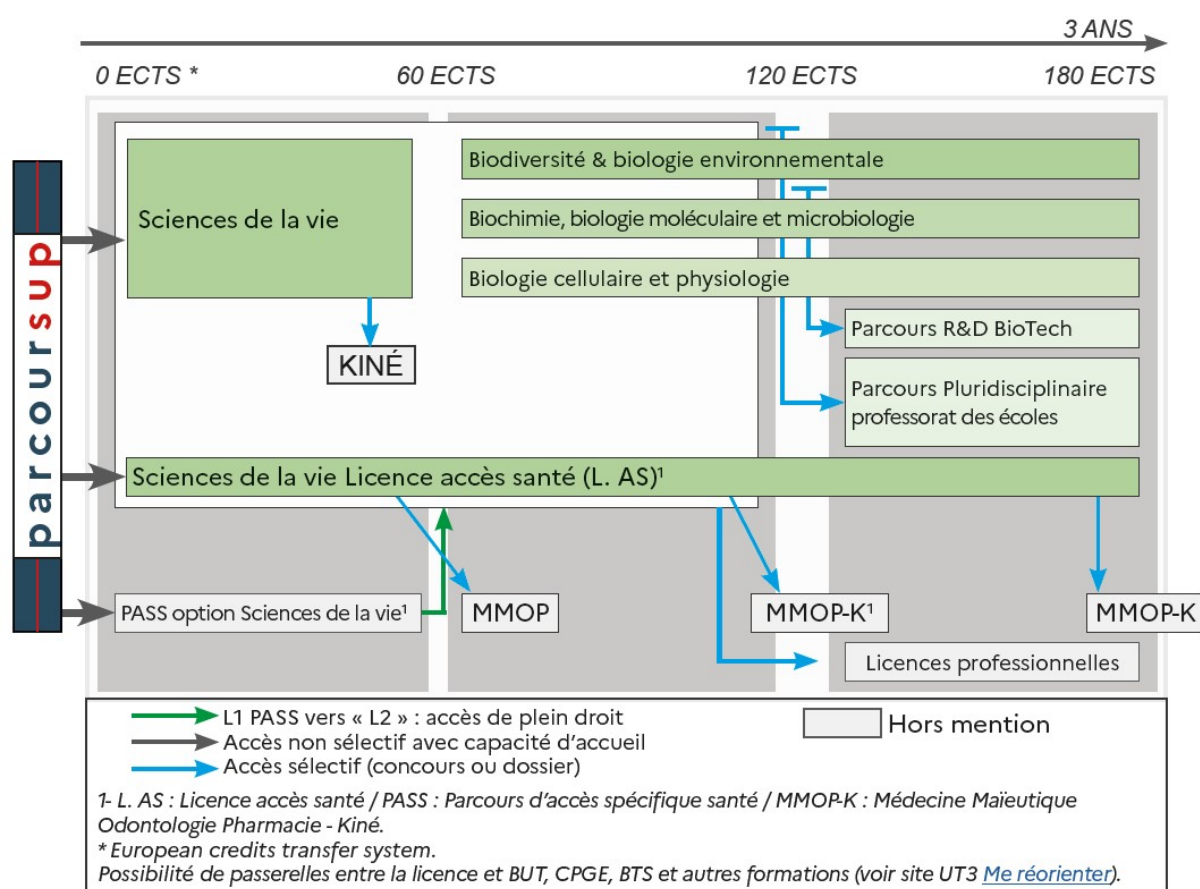 3 ANS
0 ECTS *
60 ECTS
120 ECTS
180 ECTS
parcoursup
Sciences de la vie
Biodiversité & biologie environnementale
Biochimie, biologie moléculaire et microbiologie
Biologie cellulaire et physiologie
Parcours R&D BioTech
KINÉ
Parcours Pluridisciplinaire
professorat des écoles
Sciences de la vie Licence accès santé (L. AS)¹
PASS option Sciences de la vie¹
MMOP
MMOP-K¹
MMOP-K
Licences professionnelles
L1 PASS vers « L2 » : accès de plein droit
Accès non sélectif avec capacité d'accueil
Accès sélectif (concours ou dossier)
Hors mention
1- L. AS : Licence accès santé / PASS : Parcours d'accès spécifique santé / MMOP-K : Médecine Maïeutique
Odontologie Pharmacie - Kiné.
* European credits transfer system.
Possibilité de passerelles entre la licence et BUT, CPGE, BTS et autres formations (voir site UT3 Me réorienter).